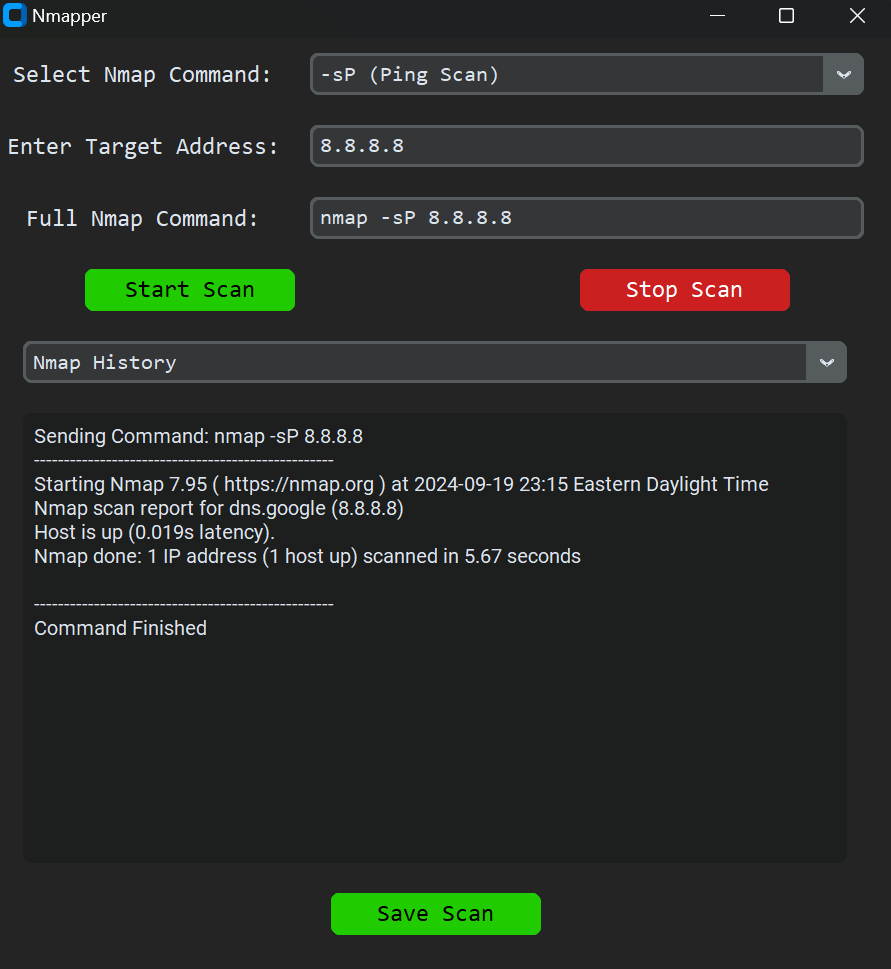 Nmapper
Select Nmap Command: -sP (Ping Scan)
Enter Target Address: 8.8.8.8
Full Nmap Command: nmap -sP 8.8.8.8
Start Scan Stop Scan
Nmap History
Sending Command: nmap -sP 8.8.8.8
--------------------------------------------------
Starting Nmap 7.95 ( https://nmap.org ) at 2024-09-19 23:15 Eastern Daylight Time
Nmap scan report for dns.google (8.8.8.8)
Host is up (0.019s latency).
Nmap done: 1 IP address (1 host up) scanned in 5.67 seconds
--------------------------------------------------
Command Finished
Save Scan